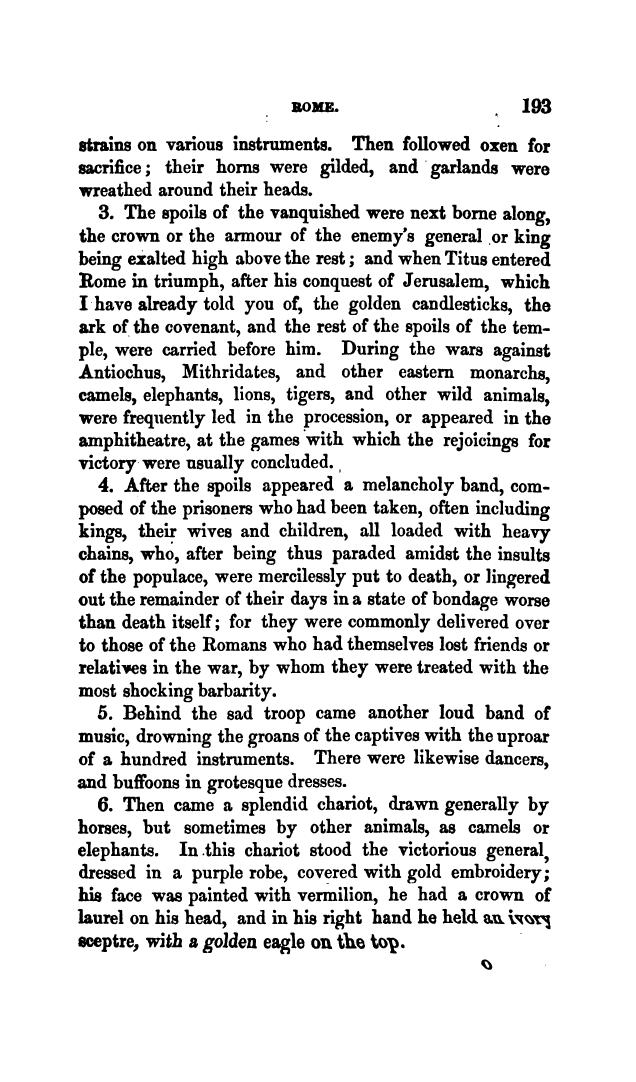 ROME. 193
strains on various instruments. Then followed oxen for
sacrifice; their horns were gilded, and garlands were
wreathed around their heads.
3. The spoils of the vanquished were next borne along,
the crown or the armour of the enemy's general or king
being exalted high above the rest; and when Titus entered
Rome in triumph, after his conquest of Jerusalem, which
I have already told you of, the golden candlesticks, the
ark of the covenant, and the rest of the spoils of the tem-
ple, were carried before him. During the wars against
Antiochus, Mithridates, and other eastern monarchs,
camels, elephants, lions, tigers, and other wild animals,
were frequently led in the procession, or appeared in the
amphitheatre, at the games with which the rejoicings for
victory were usually concluded.
4. After the spoils appeared a melancholy band, com-
posed of the prisoners who had been taken, often including
kings, their wives and children, all loaded with heavy
chains, who, after being thus paraded amidst the insults
of the populace, were mercilessly put to death, or lingered
out the remainder of their days in a state of bondage worse
than death itself; for they were commonly delivered over
to those of the Romans who had themselves lost friends or
relatives in the war, by whom they were treated with the
most shocking barbarity.
5. Behind the sad troop came another loud band of
music, drowning the groans of the captives with the uproar
of a hundred instruments. There were likewise dancers,
and buffoons in grotesque dresses.
6. Then came a splendid chariot, drawn generally by
horses, but sometimes by other animals, as camels or
elephants. In this chariot stood the victorious general,
dressed in a purple robe, covered with gold embroidery;
his face was painted with vermilion, he had a crown of
laurel on his head, and in his right hand he held an ivory
sceptre, with a golden eagle on the top.
O